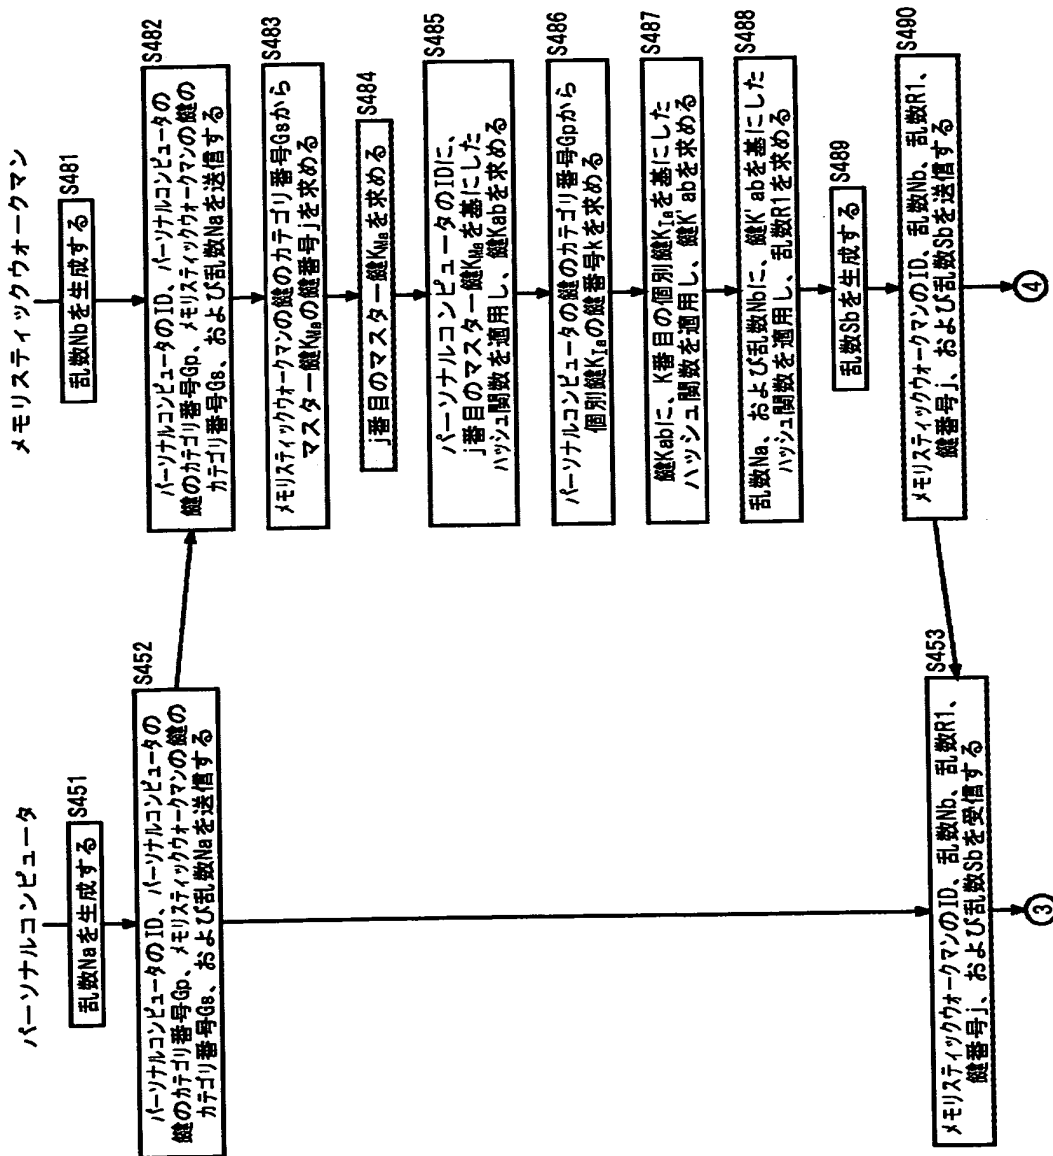 パーソナルコンピュータ
S451
乱数Naを生成する
S452
パーソナルコンピュータのID、パーソナルコンピュータの
鍵のカテゴリ番号Gp、メモリスティックウォークマンの鍵の
カテゴリ番号Gs、および乱数Naを送信する
S453
メモリスティックウォークマンのID、乱数Nb、乱数R1、
鍵番号j、および乱数Sbを受信する
③
メモリスティックウォークマン
S481
乱数Nbを生成する
S482
パーソナルコンピュータのID、パーソナルコンピュータの
鍵のカテゴリ番号Gp、メモリスティックウォークマンの鍵の
カテゴリ番号Gs、および乱数Naを送信する
S483
メモリスティックウォークマンの鍵のカテゴリ番号Gsから
マスター鍵KMaの鍵番号jを求める
S484
j番目のマスター鍵KMaを求める
S485
パーソナルコンピュータのIDに、
j番目のマスター鍵KMaを基にした
ハッシュ関数を適用し、鍵Kabを求める
S486
パーソナルコンピュータの鍵のカテゴリ番号Gpから
個別鍵KIaの鍵番号kを求める
S487
鍵Kabに、K番目の個別鍵KIaを基にした
ハッシュ関数を適用し、鍵K'abを求める
S488
乱数Na、および乱数Nbに、鍵K'abを基にした
ハッシュ関数を適用し、乱数R1を求める
S489
乱数Sbを生成する
S490
メモリスティックウォークマンのID、乱数Nb、乱数R1、
鍵番号j、および乱数Sbを送信する
④